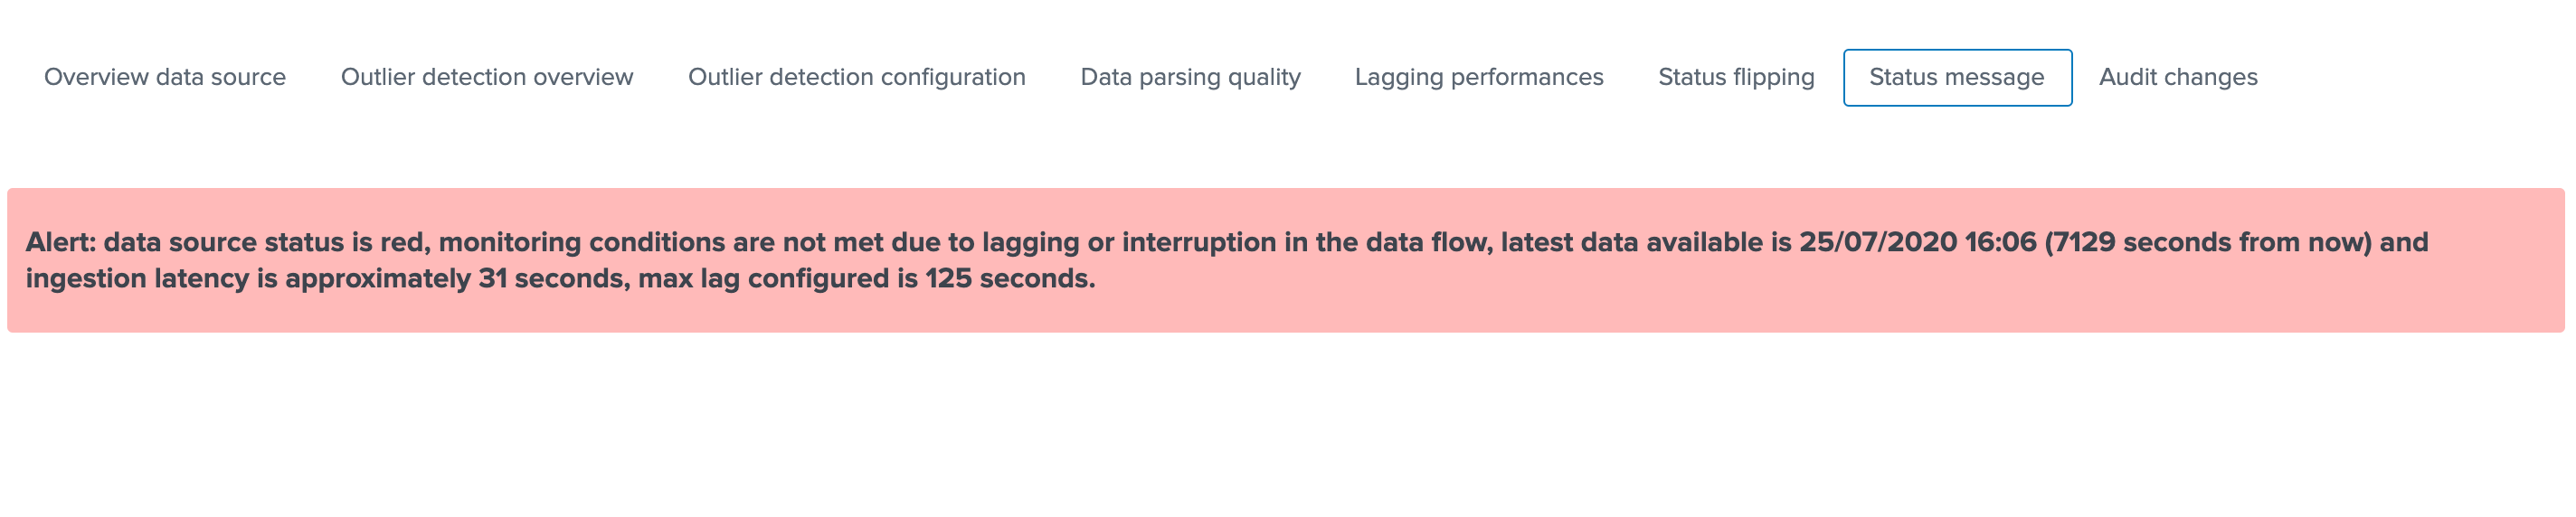 Overview data source Outlier detection overview Outlier detection configuration Data parsing quality Lagging performances Status flipping Status message Audit changes
Alert: data source status is red, monitoring conditions are not met due to lagging or interruption in the data flow, latest data available is 25/07/2020 16:06 (7129 seconds from now) and
ingestion latency is approximately 31 seconds, max lag configured is 125 seconds.